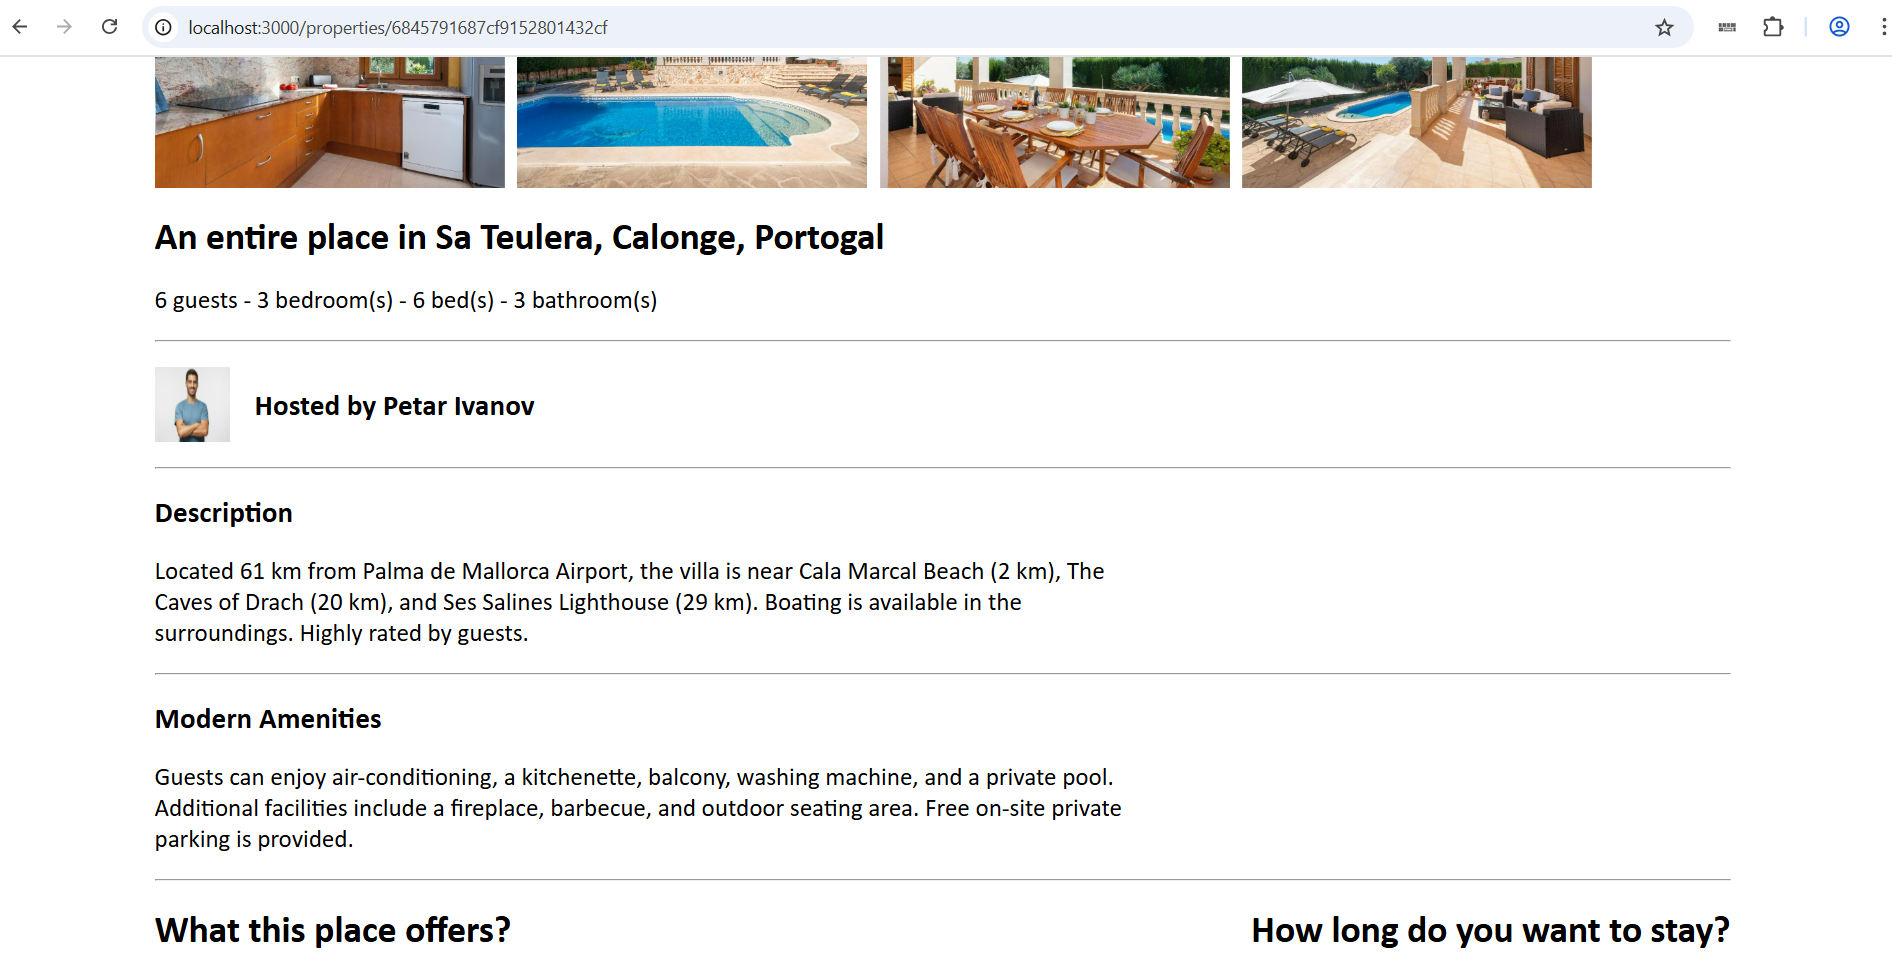 localhost:3000/properties/6845791687cf9152801432cf
An entire place in Sa Teulera, Calonge, Portogal
6 guests - 3 bedroom(s) - 6 bed(s) - 3 bathroom(s)
Hosted by Petar Ivanov
Description
Located 61 km from Palma de Mallorca Airport, the villa is near Cala Marcal Beach (2 km), The
Caves of Drach (20 km), and Ses Salines Lighthouse (29 km). Boating is available in the
surroundings. Highly rated by guests.
Modern Amenities
Guests can enjoy air-conditioning, a kitchenette, balcony, washing machine, and a private pool.
Additional facilities include a fireplace, barbecue, and outdoor seating area. Free on-site private
parking is provided.
What this place offers?
How long do you want to stay?